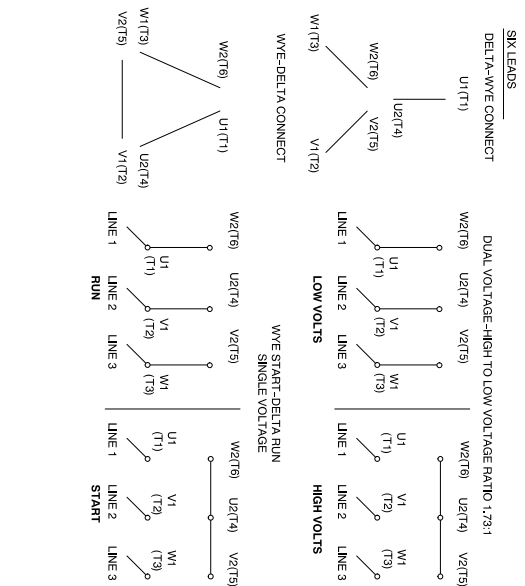 SIX LEADS
DELTA-WYE CONNECT
U1(T1)
U2(T4)
W2(T6)
V2(T5)
W1(T3)
V1(T2)
WYE-DELTA CONNECT
W2(T6)
U1(T1)
W1(T3)
V2(T5)
U2(T4)
V1(T2)
DUAL VOLTAGE-HIGH TO LOW VOLTAGE RATIO 1.73:1
W2(T6) U2(T4) V2(T5)
U1 V1 W1
(T1) (T2) (T3)
LINE 1 LINE 2 LINE 3
LOW VOLTS
W2(T6) U2(T4) V2(T5)
U1 V1 W1
(T1) (T2) (T3)
LINE 1 LINE 2 LINE 3
HIGH VOLTS
WYE START-DELTA RUN
SINGLE VOLTAGE
W2(T6) U2(T4) V2(T5)
U1 V1 W1
(T1) (T2) (T3)
LINE 1 LINE 2 LINE 3
RUN
W2(T6) U2(T4) V2(T5)
U1 V1 W1
(T1) (T2) (T3)
LINE 1 LINE 2 LINE 3
START